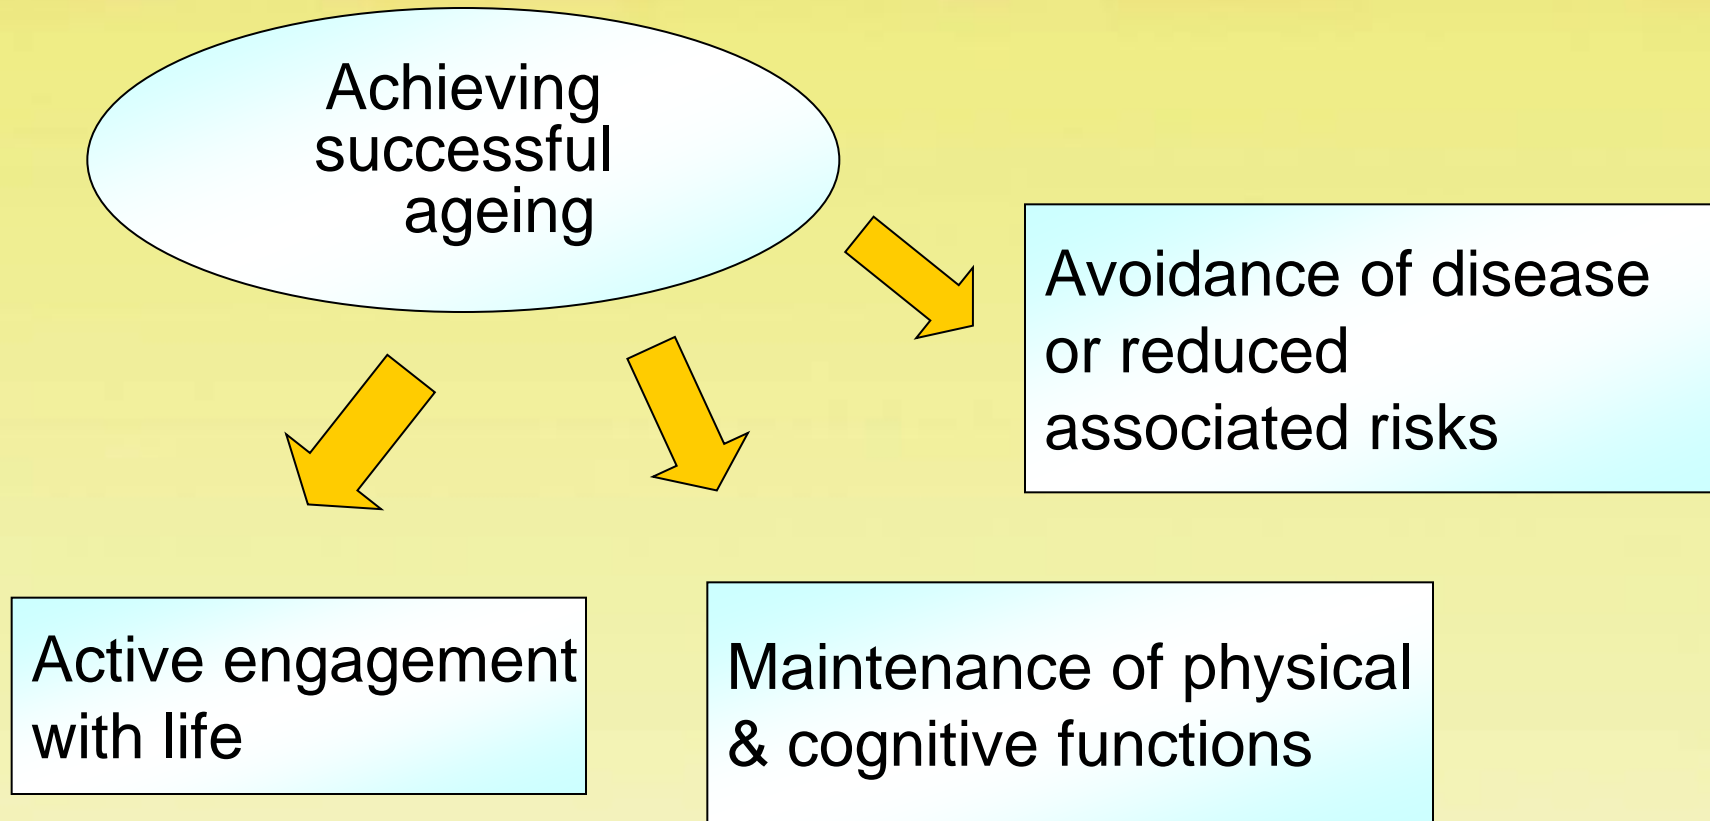 Achieving
successful
ageing
Avoidance of disease
or reduced
associated risks
Active engagement
with life
Maintenance of physical
& cognitive functions